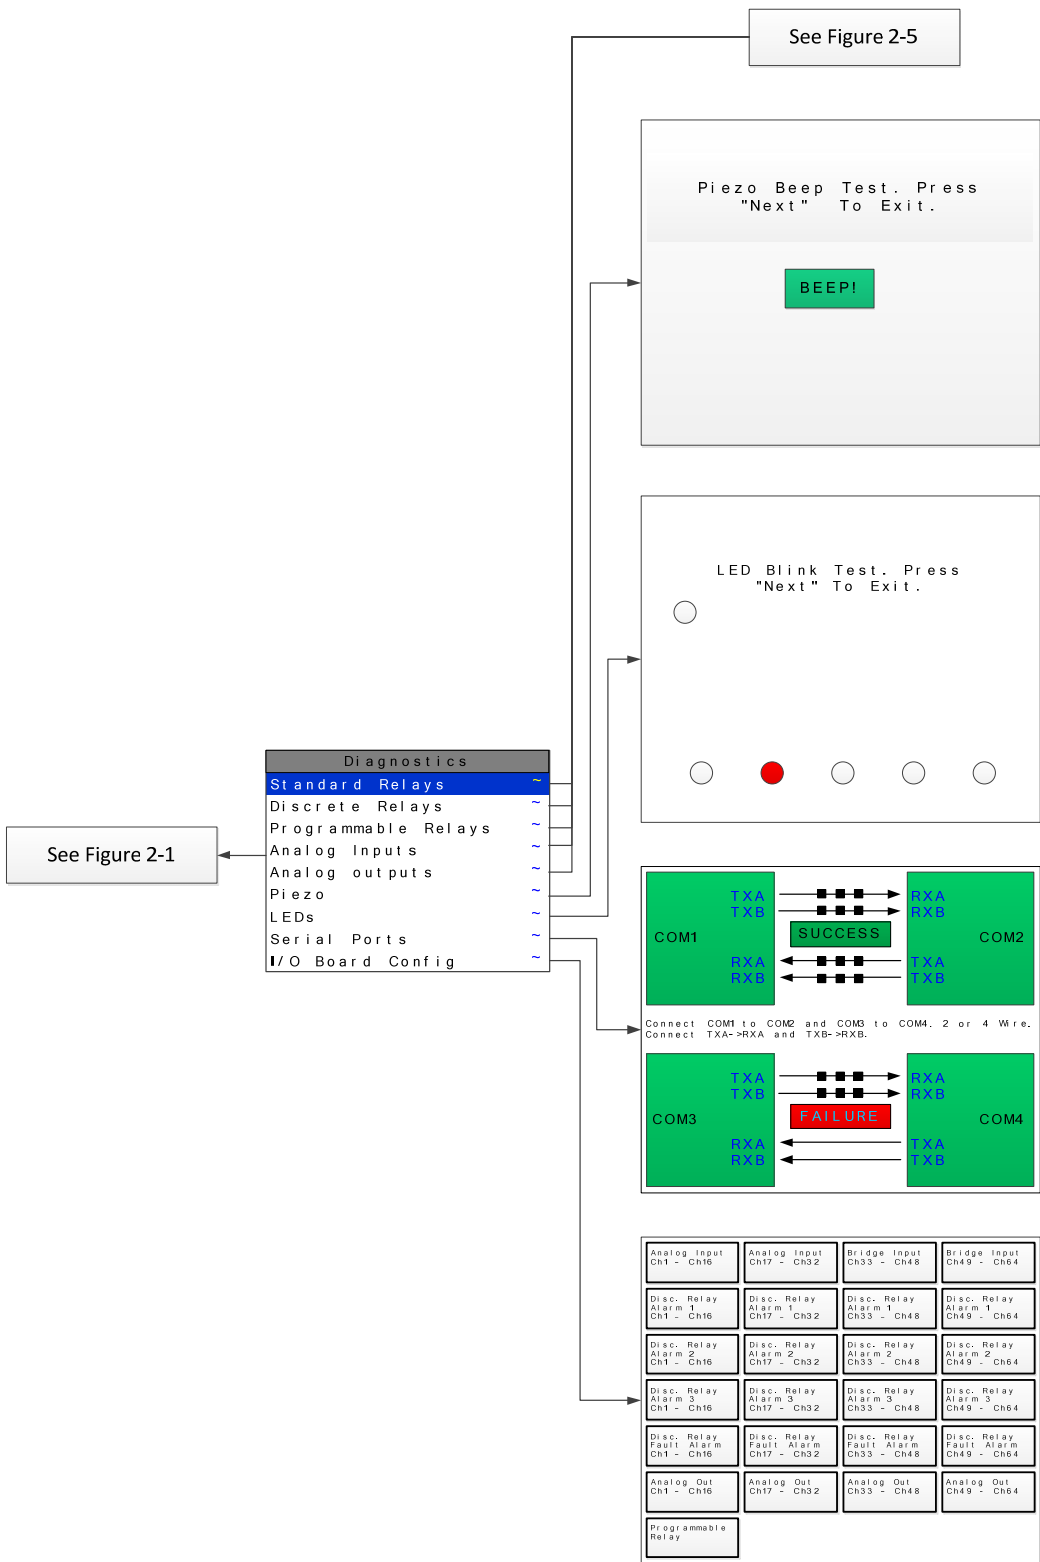 See Figure 2-5
Piezo Beep Test. Press
"Next" To Exit.
BEEP!
LED Blink Test. Press
"Next" To Exit.
Diagnostics
Standard Relays ~
Discrete Relays ~
Programmable Relays ~
Analog Inputs ~
Analog outputs ~
Piezo ~
LEDs ~
Serial Ports ~
I/O Board Config ~
See Figure 2-1
TXA RXA
TXB RXB
COM1 SUCCESS COM2
RXA TXA
RXB TXB
Connect COM1 to COM2 and COM3 to COM4. 2 or 4 Wire.
Connect TXA->RXA and TXB->RXB.
TXA RXA
TXB RXB
COM3 FAILURE COM4
RXA TXA
RXB TXB
Analog Input
Ch1 - Ch16
Analog Input
Ch17 - Ch32
Bridge Input
Ch33 - Ch48
Bridge Input
Ch49 - Ch64
Disc. Relay
Alarm 1
Ch1 - Ch16
Disc. Relay
Alarm 1
Ch17 - Ch32
Disc. Relay
Alarm 1
Ch33 - Ch48
Disc. Relay
Alarm 1
Ch49 - Ch64
Disc. Relay
Alarm 2
Ch1 - Ch16
Disc. Relay
Alarm 2
Ch17 - Ch32
Disc. Relay
Alarm 2
Ch33 - Ch48
Disc. Relay
Alarm 2
Ch49 - Ch64
Disc. Relay
Alarm 3
Ch1 - Ch16
Disc. Relay
Alarm 3
Ch17 - Ch32
Disc. Relay
Alarm 3
Ch33 - Ch48
Disc. Relay
Alarm 3
Ch49 - Ch64
Disc. Relay
Fault Alarm
Ch1 - Ch16
Disc. Relay
Fault Alarm
Ch17 - Ch32
Disc. Relay
Fault Alarm
Ch33 - Ch48
Disc. Relay
Fault Alarm
Ch49 - Ch64
Analog Out
Ch1 - Ch16
Analog Out
Ch17 - Ch32
Analog Out
Ch33 - Ch48
Analog Out
Ch49 - Ch64
Programmable
Relay